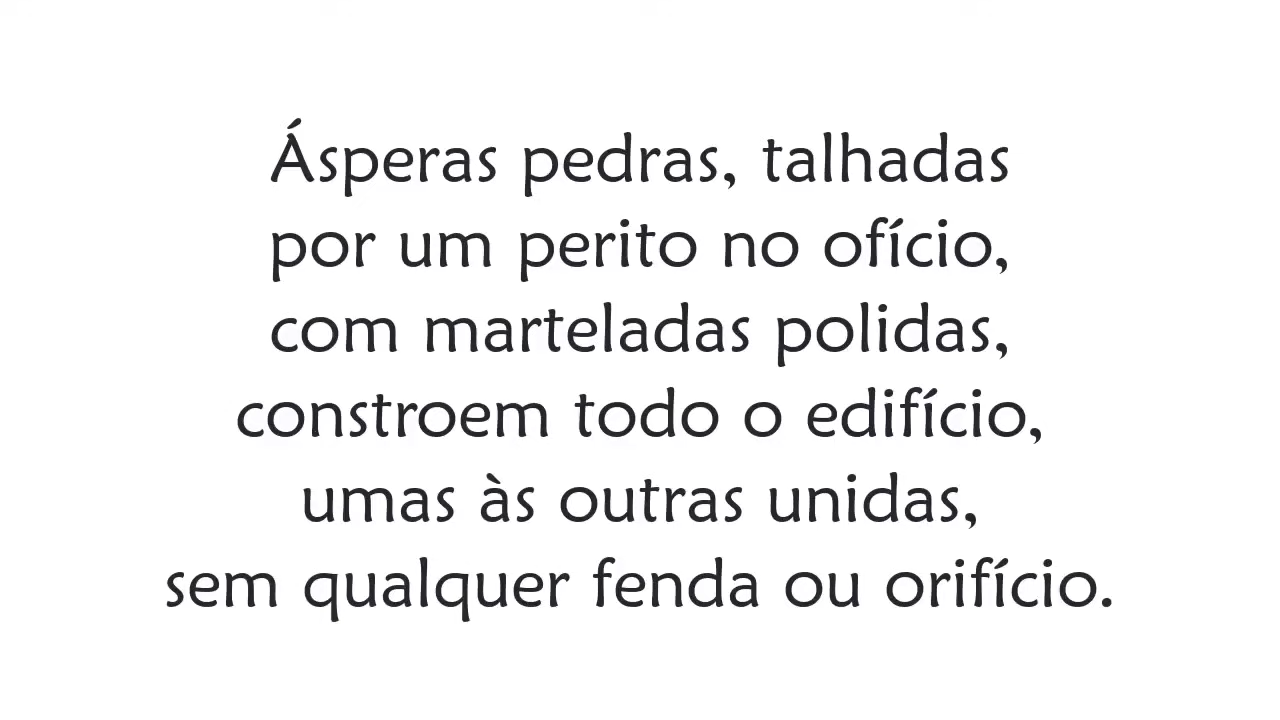 Ásperas pedras, talhadas
por um perito no ofício,
com marteladas polidas,
constroem todo o edifício,
umas às outras unidas,
sem qualquer fenda ou orifício.